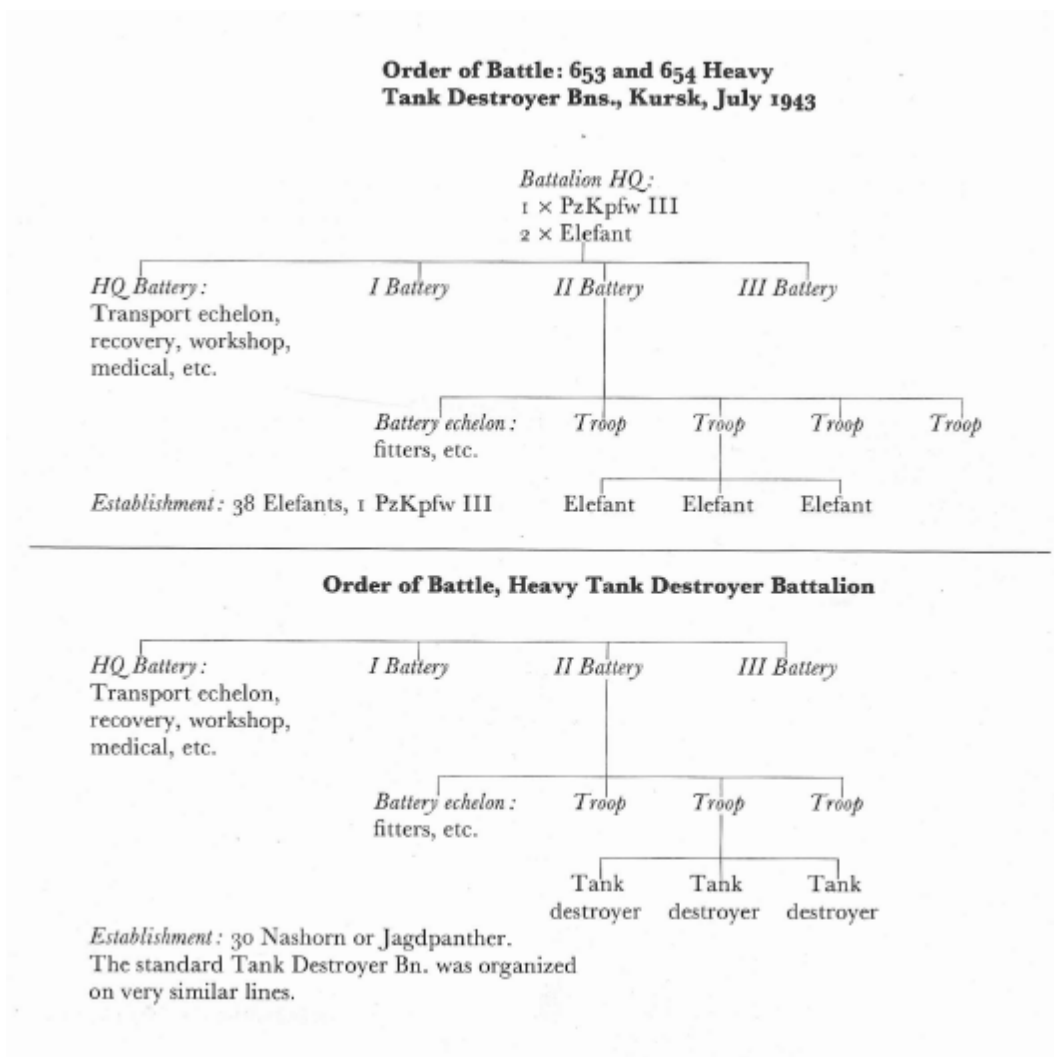 Order of Battle: 653 and 654 Heavy
Tank Destroyer Bns., Kursk, July 1943
Battalion HQ:
1 × PzKpfw III
2 × Elefant
HQ Battery:
Transport echelon,
recovery, workshop,
medical, etc.
I Battery
II Battery
III Battery
Battery echelon:
fitters, etc.
Troop
Troop
Troop
Troop
Establishment: 38 Elefants, 1 PzKpfw III
Elefant
Elefant
Elefant
Order of Battle, Heavy Tank Destroyer Battalion
HQ Battery:
Transport echelon,
recovery, workshop,
medical, etc.
I Battery
II Battery
III Battery
Battery echelon:
fitters, etc.
Troop
Troop
Troop
Tank
destroyer
Tank
destroyer
Tank
destroyer
Establishment: 30 Nashorn or Jagdpanther.
The standard Tank Destroyer Bn. was organized
on very similar lines.